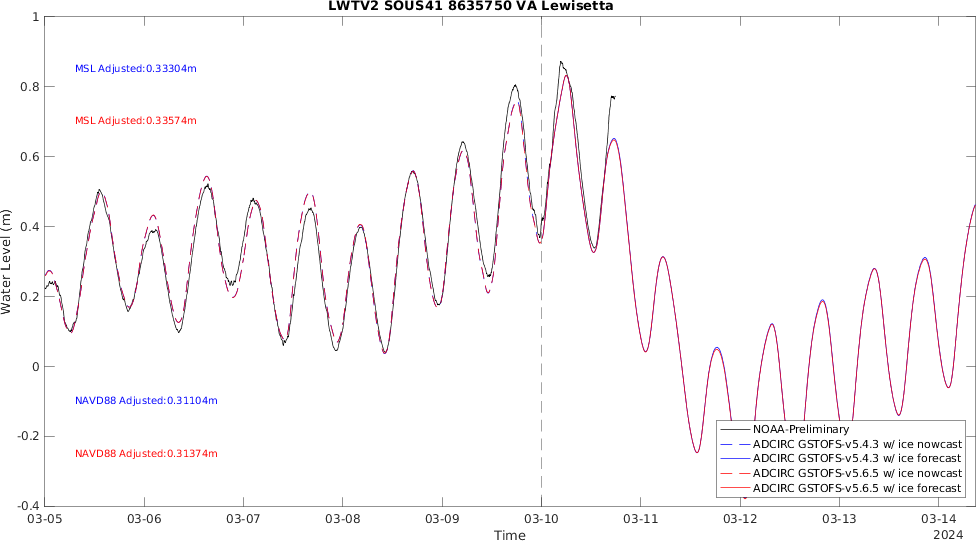 LWTV2 SOUS41 8635750 VA Lewisetta
1
0.8
0.6
0.4
0.2
0
-0.2
-0.4
Water Level (m)
MSL Adjusted:0.33304m
MSL Adjusted:0.33574m
NAVD88 Adjusted:0.31104m
NAVD88 Adjusted:0.31374m
NOAA-Preliminary
ADCIRC GSTOFS-v5.4.3 w/ ice nowcast
ADCIRC GSTOFS-v5.4.3 w/ ice forecast
ADCIRC GSTOFS-v5.6.5 w/ ice nowcast
ADCIRC GSTOFS-v5.6.5 w/ ice forecast
03-05 03-06 03-07 03-08 03-09 03-10 03-11 03-12 03-13 03-14
Time
2024